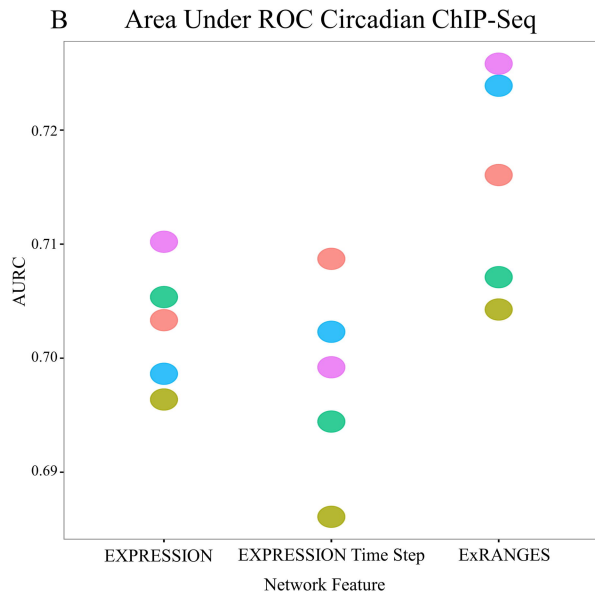 B Area Under ROC Circadian ChIP-Seq
0.72
0.71
0.70
0.69
AURC
EXPRESSION EXPRESSION Time Step ExRANGES
Network Feature